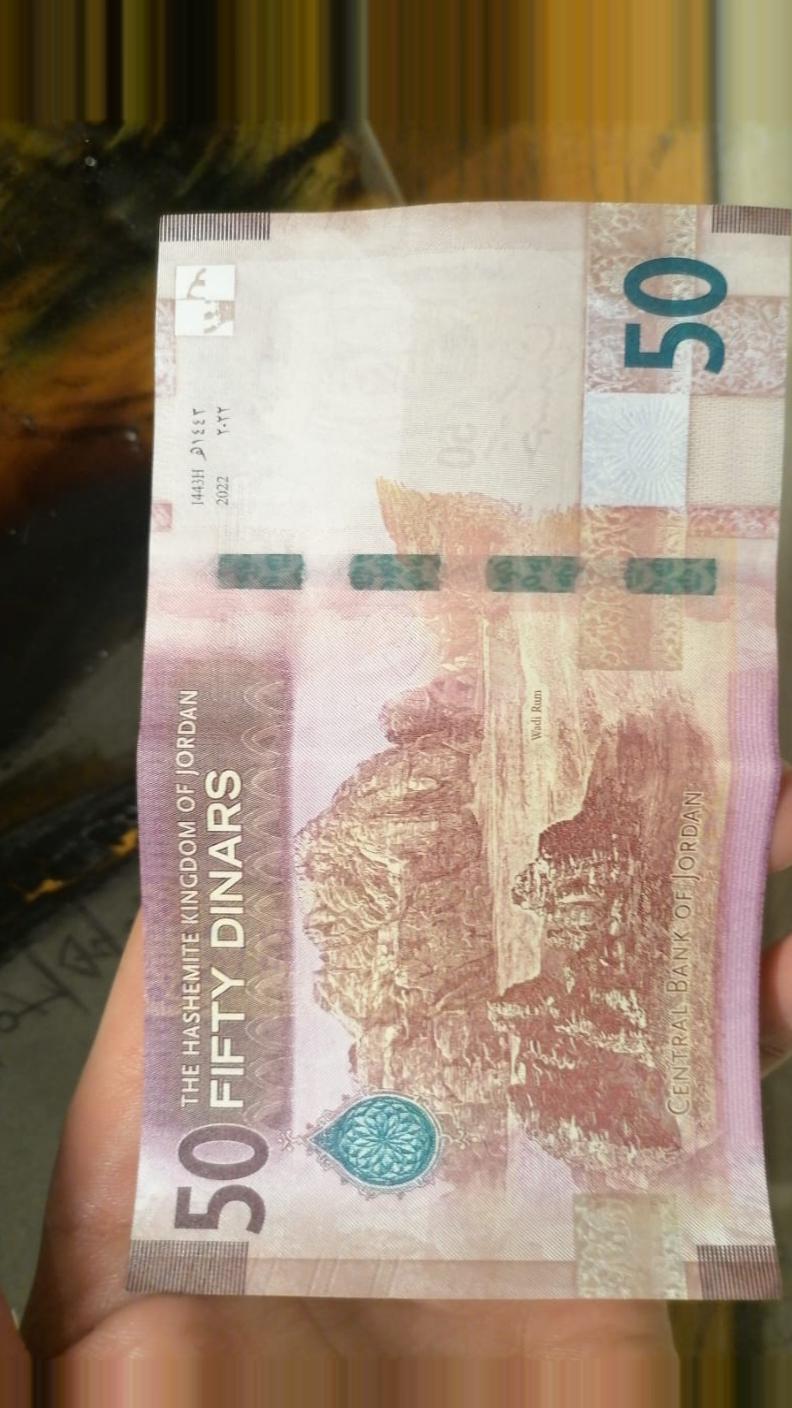 50
THE HASHEMITE KINGDOM OF JORDAN
FIFTY DINARS
1443H ١٤٤٣هـ
2022 ٢٠٢٢
Wadi Rum
CENTRAL BANK OF JORDAN
50